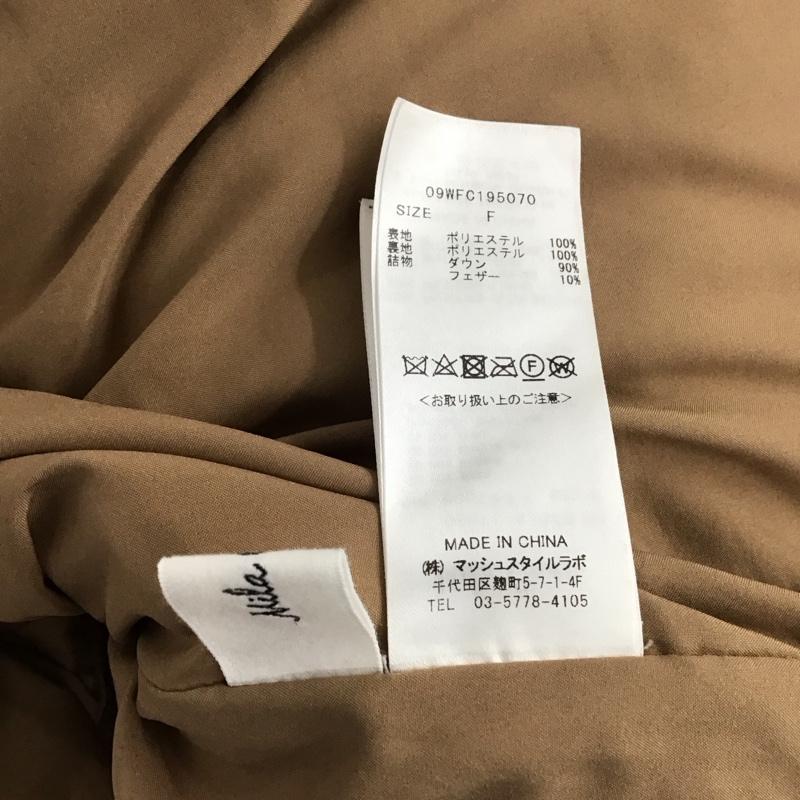 09WFC195070
SIZE F
表地 ポリエステル 100%
裏地 ポリエステル 100%
詰物 ダウン 90%
フェザー 10%
F
W
<お取り扱い上のご注意>
MADE IN CHINA
(株) マッシュスタイルラボ
千代田区麹町5-7-1-4F
TEL 03-5778-4105
Mila